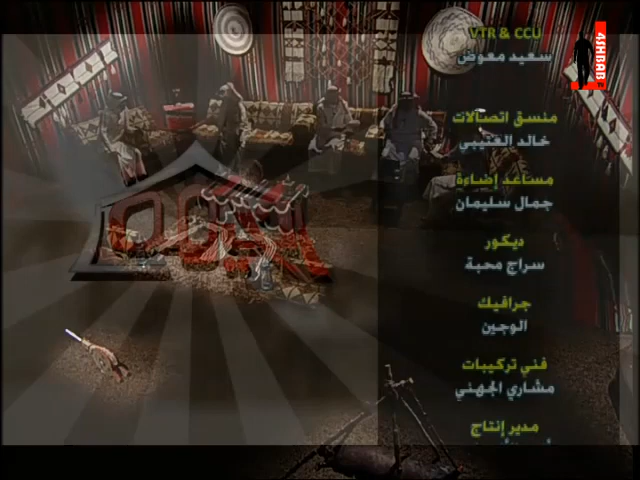 VTR & CCU
سعيد معوض
4SHBAB
منسق اتصالات
خالد العتيبي
مساعد إضاءة
جمال سليمان
ديكور
سراج محبة
جرافيك
الوجين
فني تركيبات
مشاري الجهني
مدير إنتاج